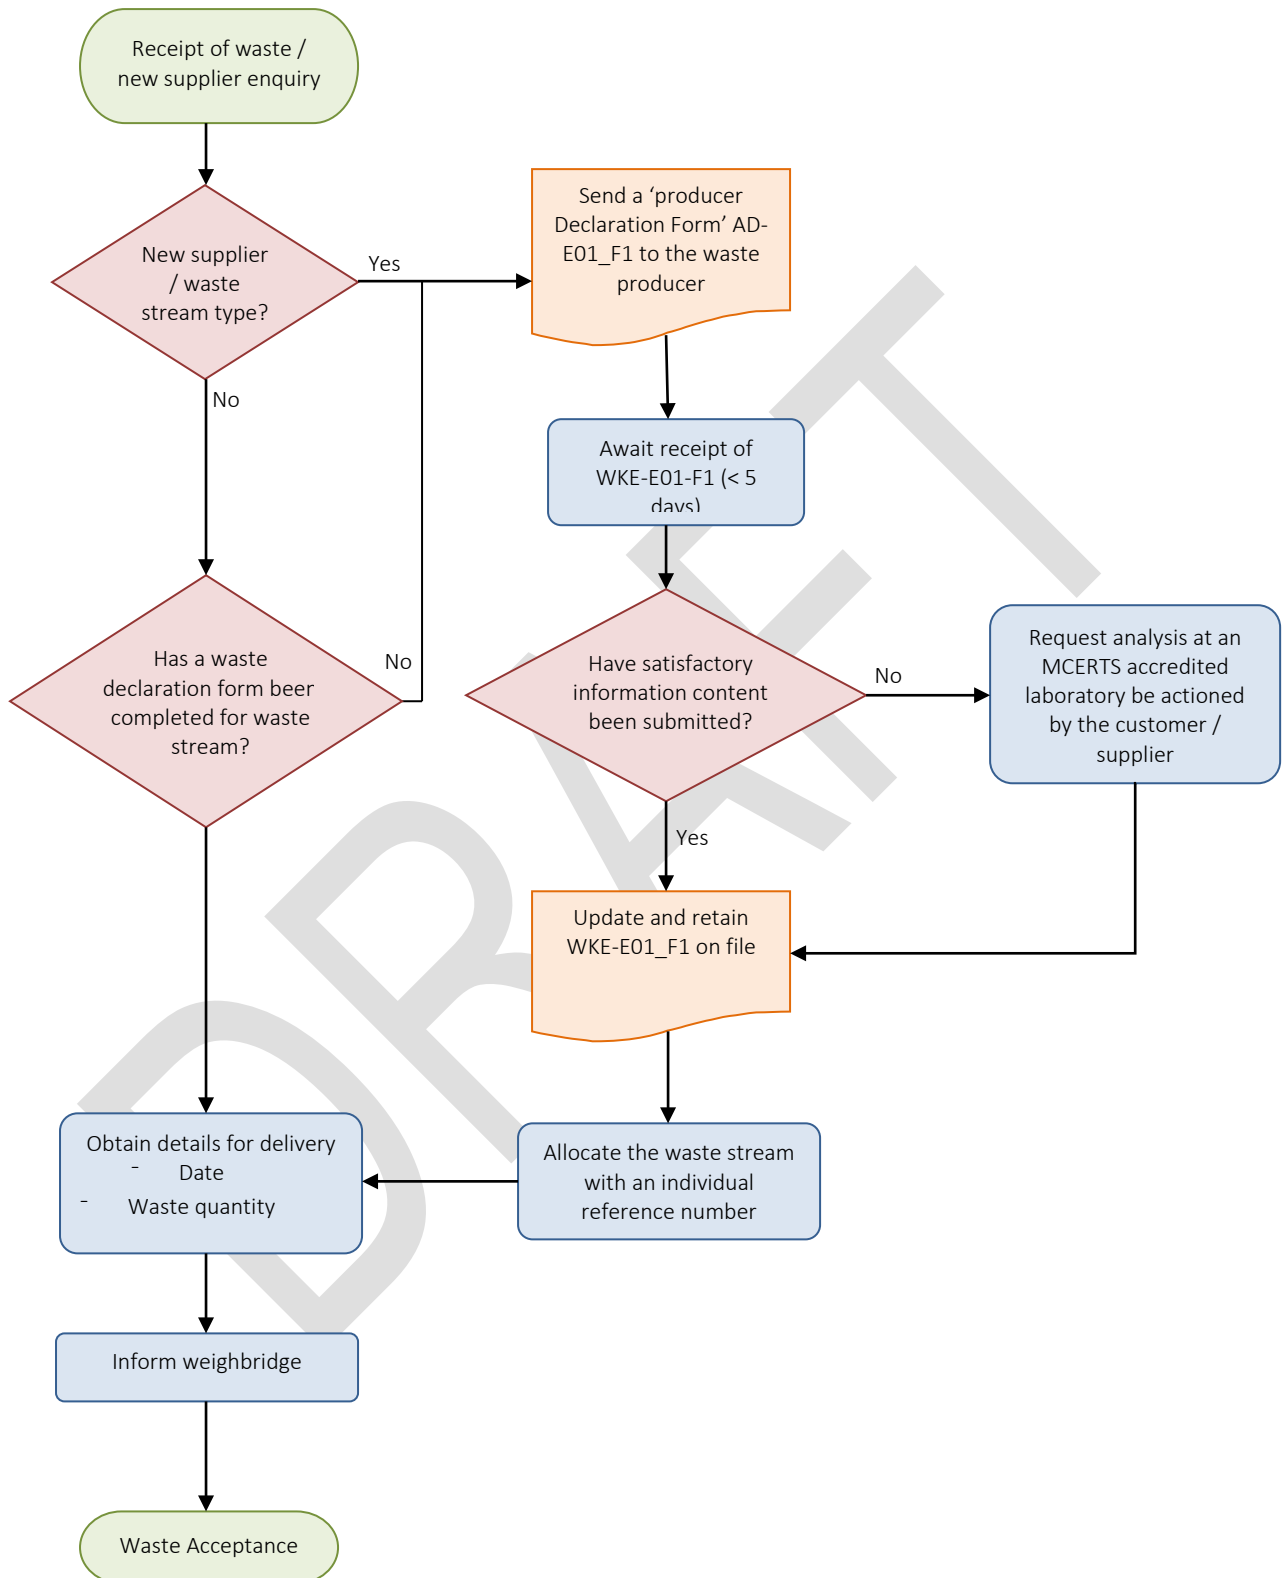 Receipt of waste /
new supplier enquiry
New supplier
/ waste
stream type?
Yes
No
Send a ‘producer
Declaration Form’ AD-
E01_F1 to the waste
producer
Await receipt of
WKE-E01-F1 (< 5
days)
Has a waste
declaration form beer
completed for waste
stream?
No
Have satisfactory
information content
been submitted?
No
Yes
Request analysis at an
MCERTS accredited
laboratory be actioned
by the customer /
supplier
Update and retain
WKE-E01_F1 on file
Allocate the waste stream
with an individual
reference number
Obtain details for delivery
- Date
- Waste quantity
Inform weighbridge
Waste Acceptance
DRAFT